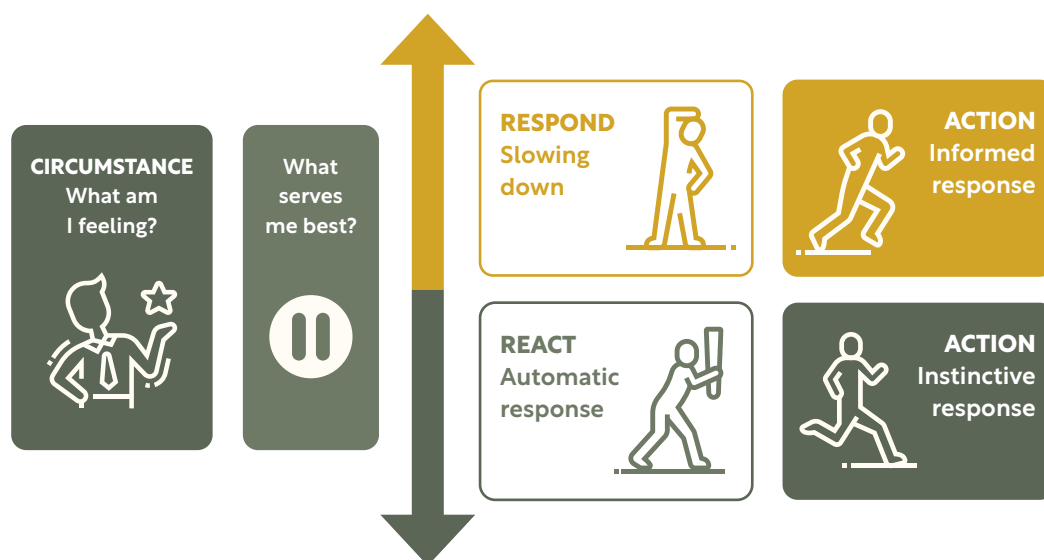 CIRCUMSTANCE
What am
I feeling?
What
serves
me best?
RESPOND
Slowing
down
ACTION
Informed
response
REACT
Automatic
response
ACTION
Instinctive
response